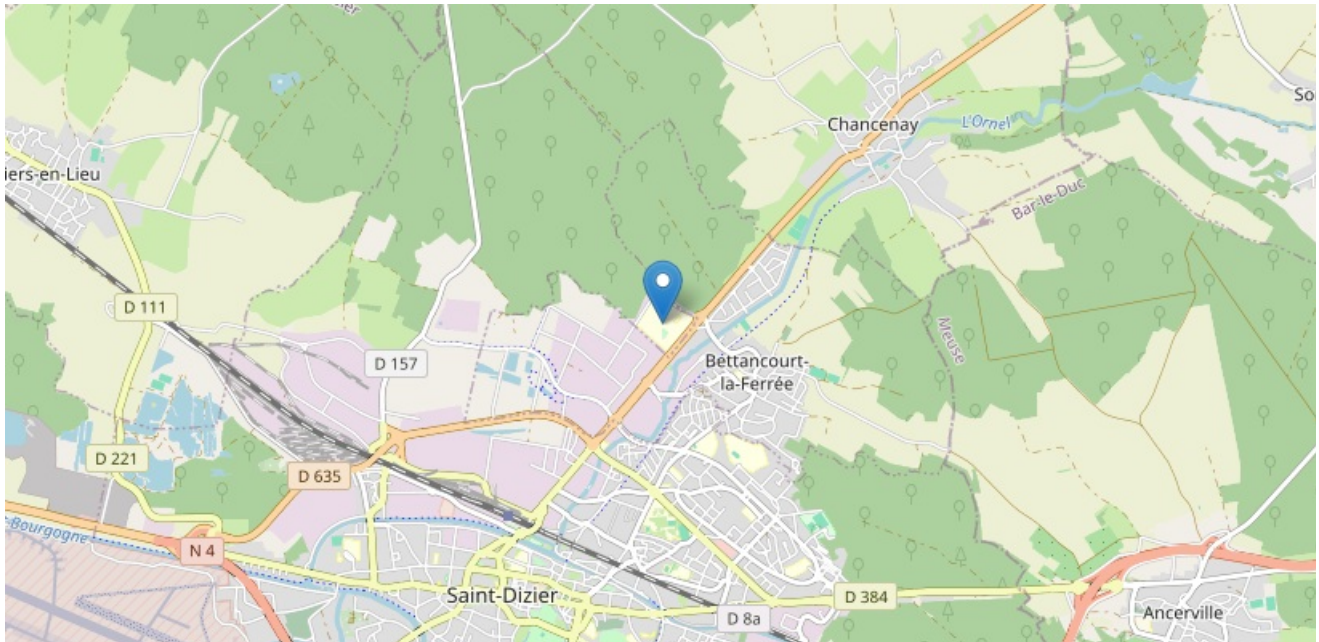 Chancenay
L'Ornel
So
iers-en-Lieu
Bar-le-Duc
D 111
Meuse
D 157
Bettancourt-
la-Ferrée
D 221
D 635
-Bourgogne
N 4
Saint-Dizier
D 384
D 8a
Ancerville